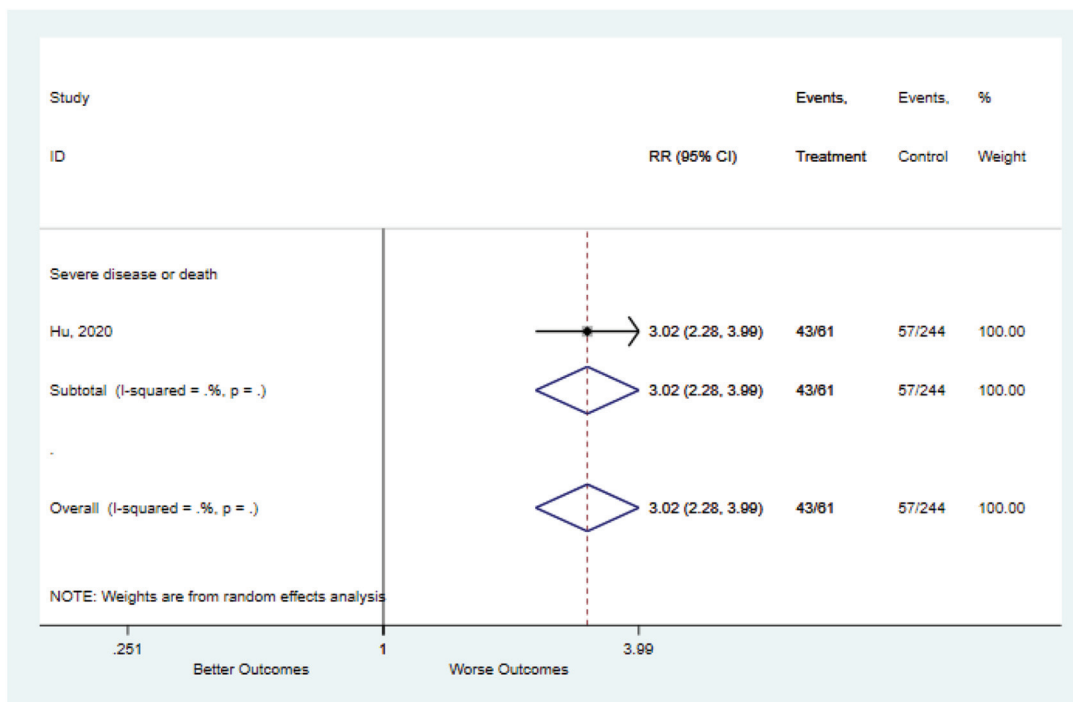 Study Events, Events, %
ID RR (95% CI) Treatment Control Weight
Severe disease or death
Hu, 2020 3.02 (2.28, 3.99) 43/61 57/244 100.00
Subtotal (I-squared = .%, p = .) 3.02 (2.28, 3.99) 43/61 57/244 100.00
.
Overall (I-squared = .%, p = .) 3.02 (2.28, 3.99) 43/61 57/244 100.00
NOTE: Weights are from random effects analysis
.251 1 3.99
Better Outcomes Worse Outcomes